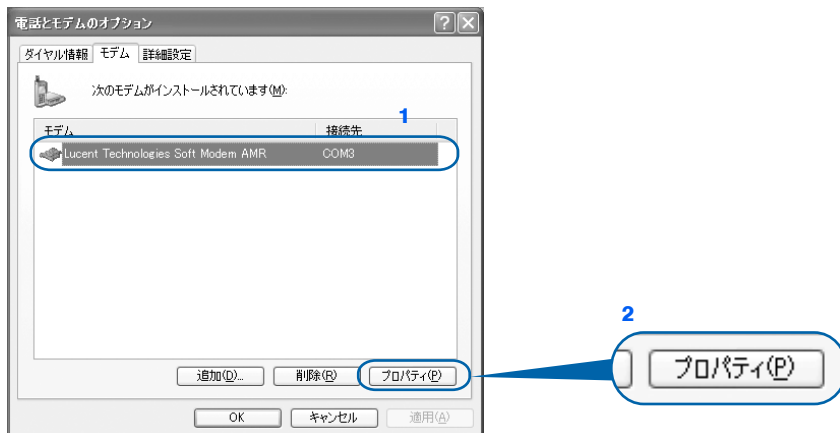 電話とモデムのオプション
ダイヤル情報 モデム 詳細設定
次のモデムがインストールされています(M):
1
モデム 接続先
Lucent Technologies Soft Modem AMR COM3
2
追加(D)... 削除(R) プロパティ(P)
プロパティ(P)
OK キャンセル 適用(A)